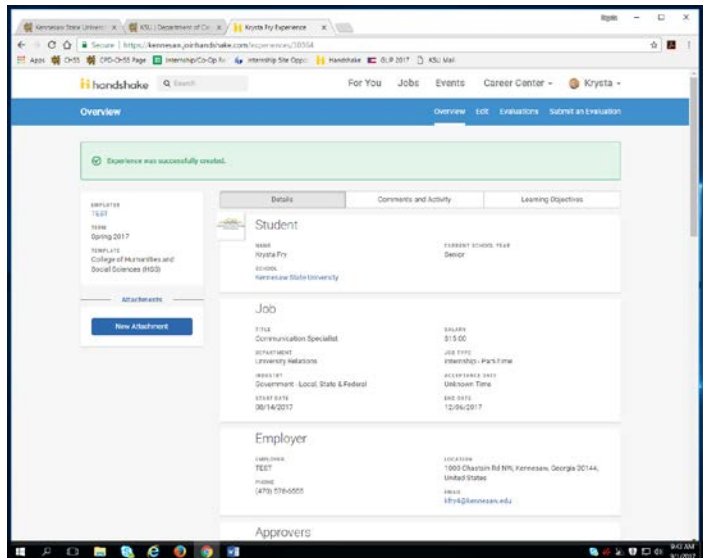 Kennesaw State Universi
KSU | Department of Ca
Krysta Fry Experience
Secure | https://kennesaw.joinhandshake.com/experiences/30364
Apps
CHSS
CPD-CHSS Page
Internship/Co-Op
Internship Site Oppo
Handshake
KSU Mail
handshake
Search
For You Jobs Events Career Center Krysta
Overview
Overview Edit Evaluations Submit an Evaluation
Experience was successfully created.
EMPLOYER
TEST
TERM
Spring 2017
TEMPLATE
College of Humanities and
Social Sciences (HSS)
Attachments
New Attachment
Details Comments and Activity Learning Objectives
Student
NAME
Krysta Fry
CURRENT SCHOOL YEAR
Senior
SCHOOL
Kennesaw State University
Job
TITLE
Communication Specialist
SALARY
$15.00
DEPARTMENT
University Relations
JOB TYPE
Internship - Part-Time
INDUSTRY
Government - Local, State & Federal
ACCEPTANCE DATE
Unknown Time
START DATE
08/14/2017
END DATE
12/06/2017
Employer
EMPLOYER
TEST
LOCATION
1000 Chastain Rd NW, Kennesaw, Georgia 30144,
United States
PHONE
(470) 578-6555
EMAIL
kfry4@kennesaw.edu
Approvers
9:42 AM